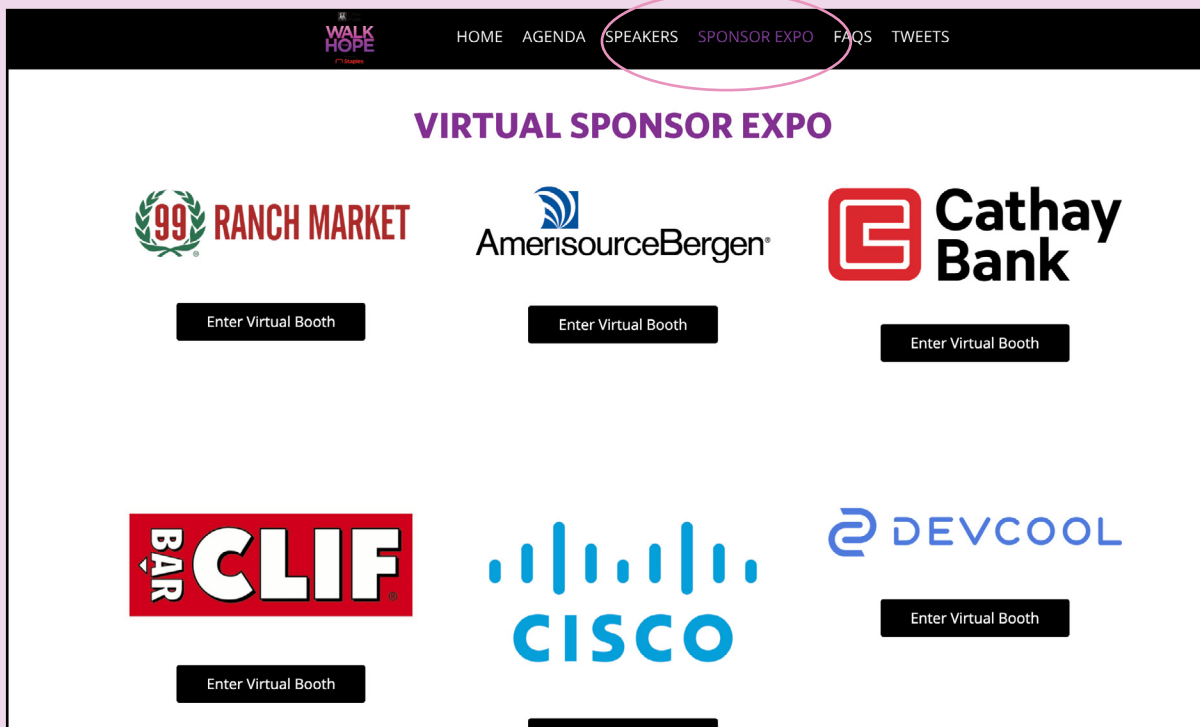 WALK
HOPE
Staples
HOME AGENDA SPEAKERS SPONSOR EXPO FAQS TWEETS
VIRTUAL SPONSOR EXPO
99 RANCH MARKET ®
AmerisourceBergen®
Cathay
Bank
Enter Virtual Booth
Enter Virtual Booth
Enter Virtual Booth
CLIF
BAR
®
CISCO
DEVCOOL
Enter Virtual Booth
Enter Virtual Booth